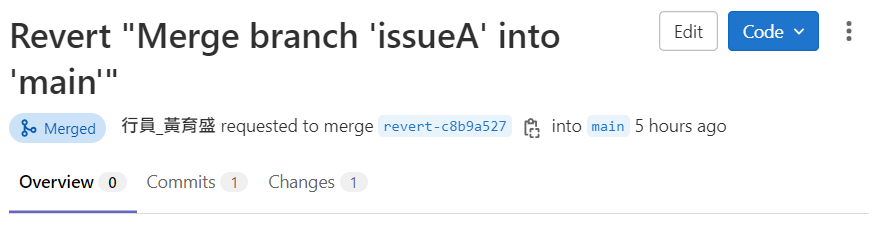 Revert "Merge branch 'issueA' into 'main'"
Edit
Code
Merged
行員_黃育盛 requested to merge revert-c8b9a527 into main 5 hours ago
Overview 0 Commits 1 Changes 1